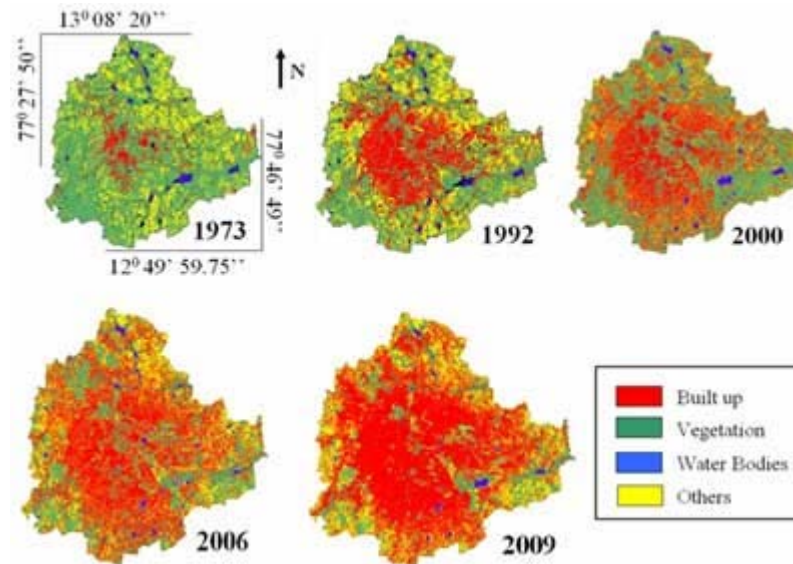 13⁰ 08’ 20’’
77⁰ 27’ 50’’
N
77⁰ 46’ 49’’
1973
12⁰ 49’ 59.75’’
1992
2000
2006
2009
Built up
Vegetation
Water Bodies
Others